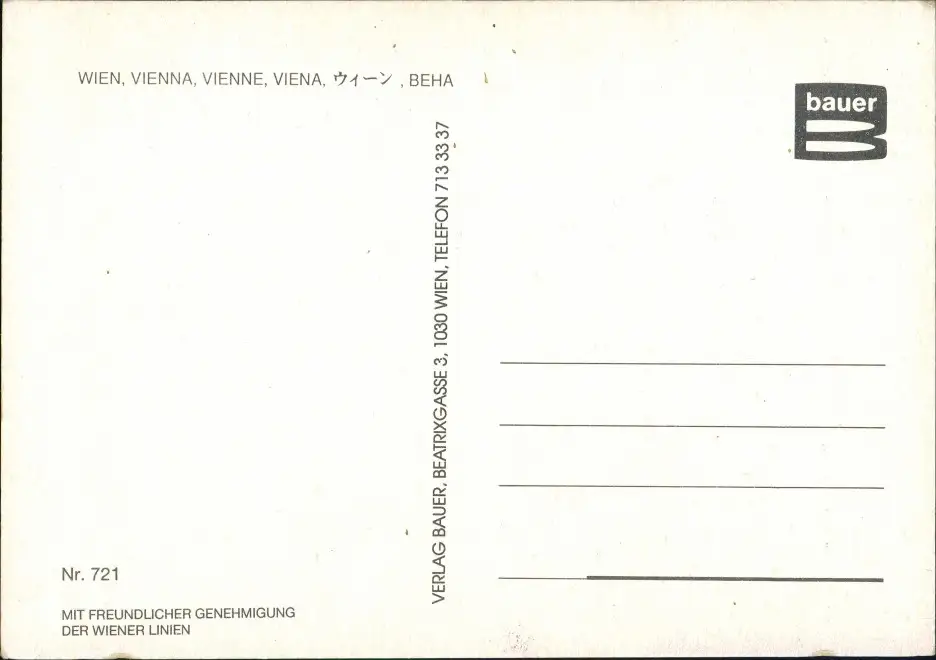 WIEN, VIENNA, VIENNE, VIENA, ウィーン , BEHA
bauer
VERLAG BAUER, BEATRIXGASSE 3, 1030 WIEN, TELEFON 713 33 37
Nr. 721
MIT FREUNDLICHER GENEHMIGUNG
DER WIENER LINIEN